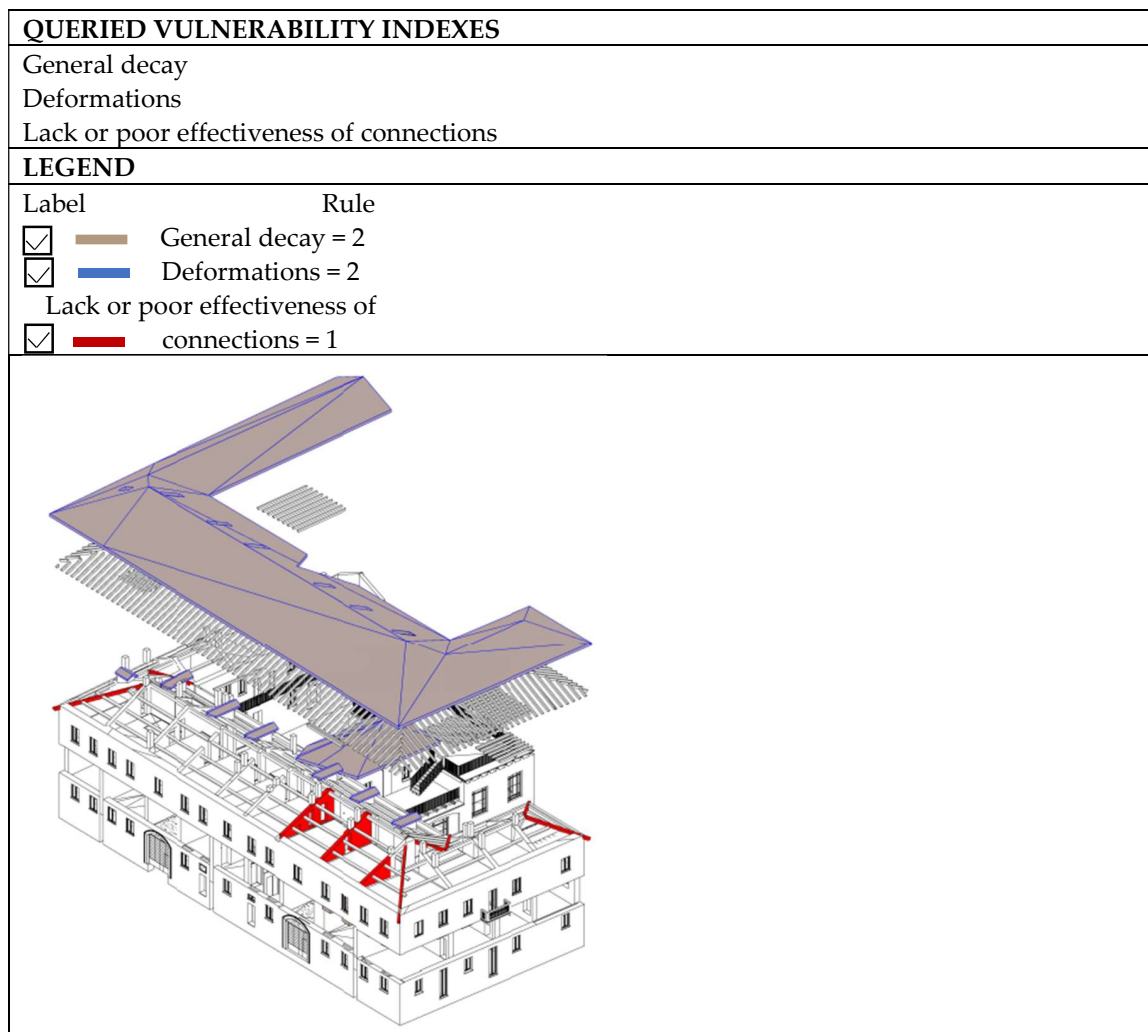 QUERIED VULNERABILITY INDEXES
General decay
Deformations
Lack or poor effectiveness of connections
LEGEND
Label Rule
General decay = 2
Deformations = 2
Lack or poor effectiveness of
connections = 1